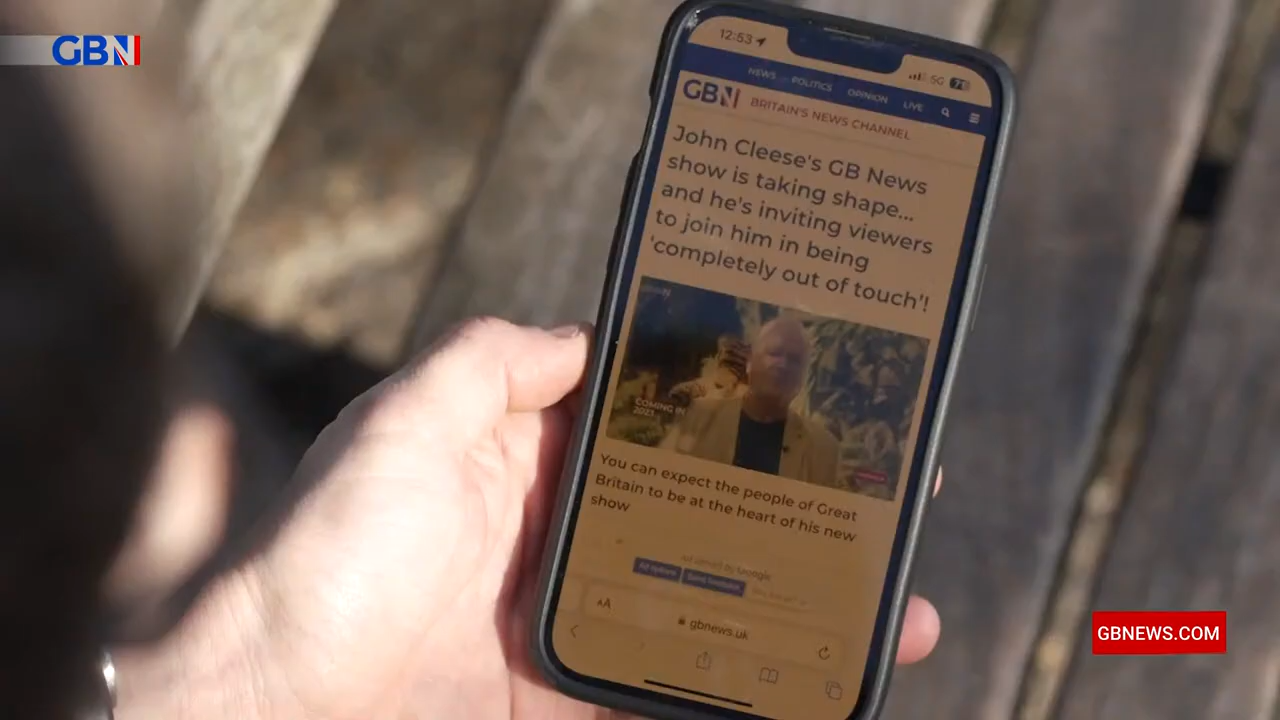 GBN
12:53
5G
NEWS POLITICS OPINION LIVE
GBN BRITAIN'S NEWS CHANNEL
John Cleese's GB News
show is taking shape...
and he's inviting viewers
to join him in being
'completely out of touch'!
COMING IN
2023
You can expect the people of Great
Britain to be at the heart of his new
show
AA
gbnews.uk
GBNEWS.COM